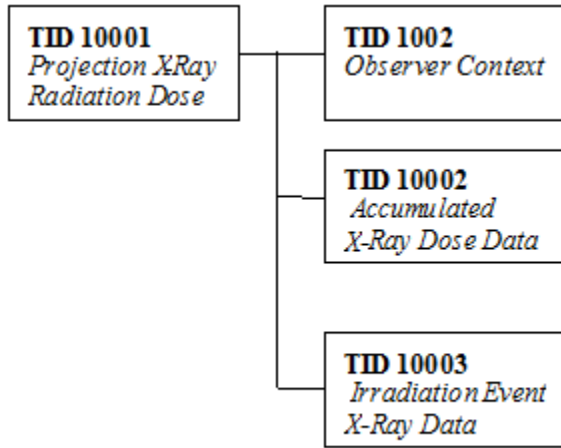 TID 10001
Projection X-Ray
Radiation Dose
TID 1002
Observer Context
TID 10002
Accumulated
X-Ray Dose Data
TID 10003
Irradiation Event
X-Ray Data